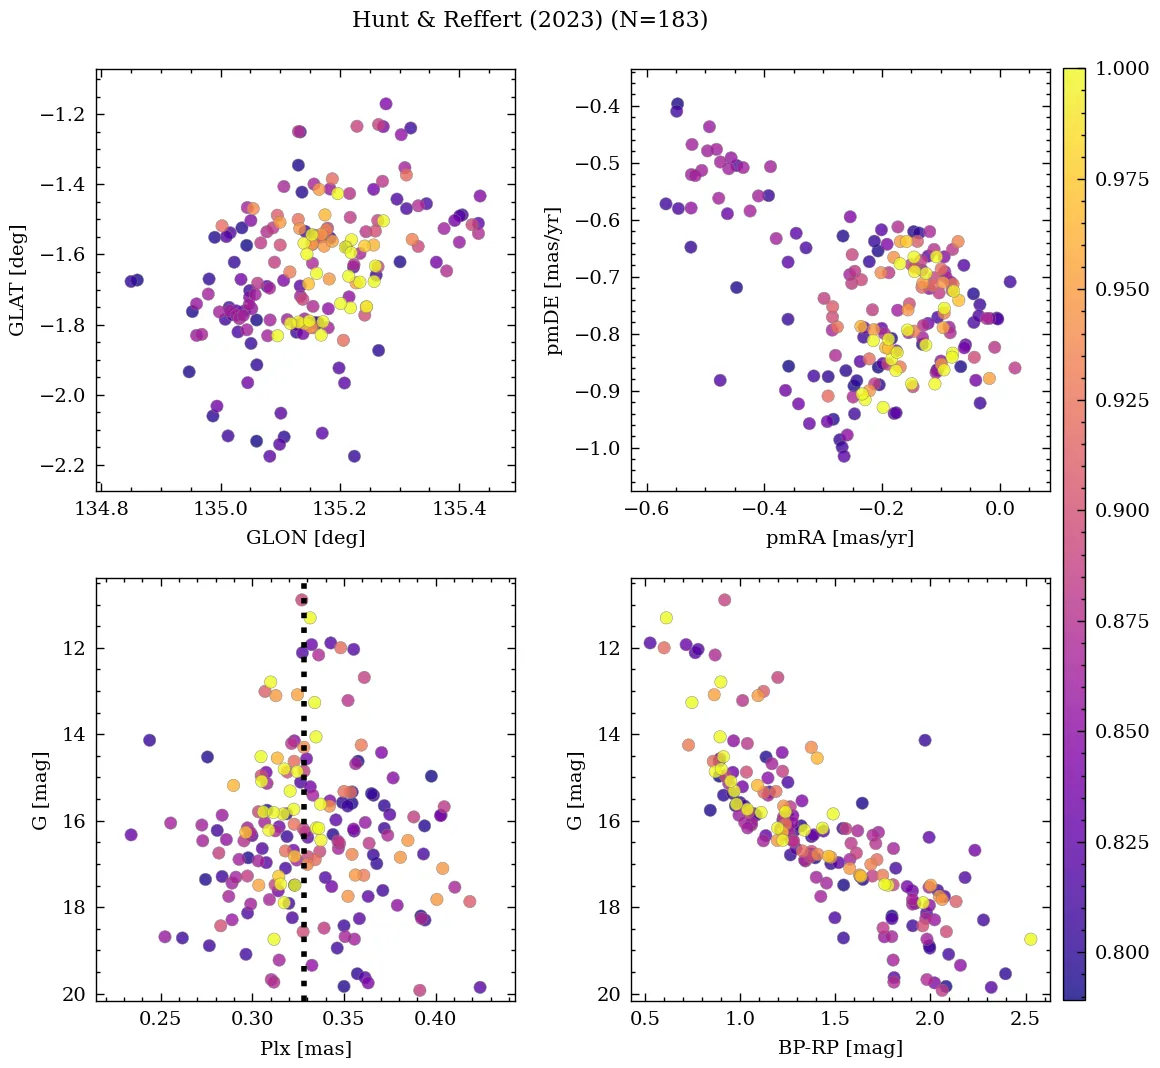 Hunt & Reffert (2023) (N=183)
−1.2
−1.4
−1.6
−1.8
−2.0
−2.2
GLAT [deg]
134.8 135.0 135.2 135.4
GLON [deg]
−0.4
−0.5
−0.6
−0.7
−0.8
−0.9
−1.0
pmDE [mas/yr]
−0.6 −0.4 −0.2 0.0
pmRA [mas/yr]
1.000
0.975
0.950
0.925
0.900
0.875
0.850
0.825
0.800
12
14
16
18
20
G [mag]
0.25 0.30 0.35 0.40
Plx [mas]
12
14
16
18
20
G [mag]
0.5 1.0 1.5 2.0 2.5
BP-RP [mag]